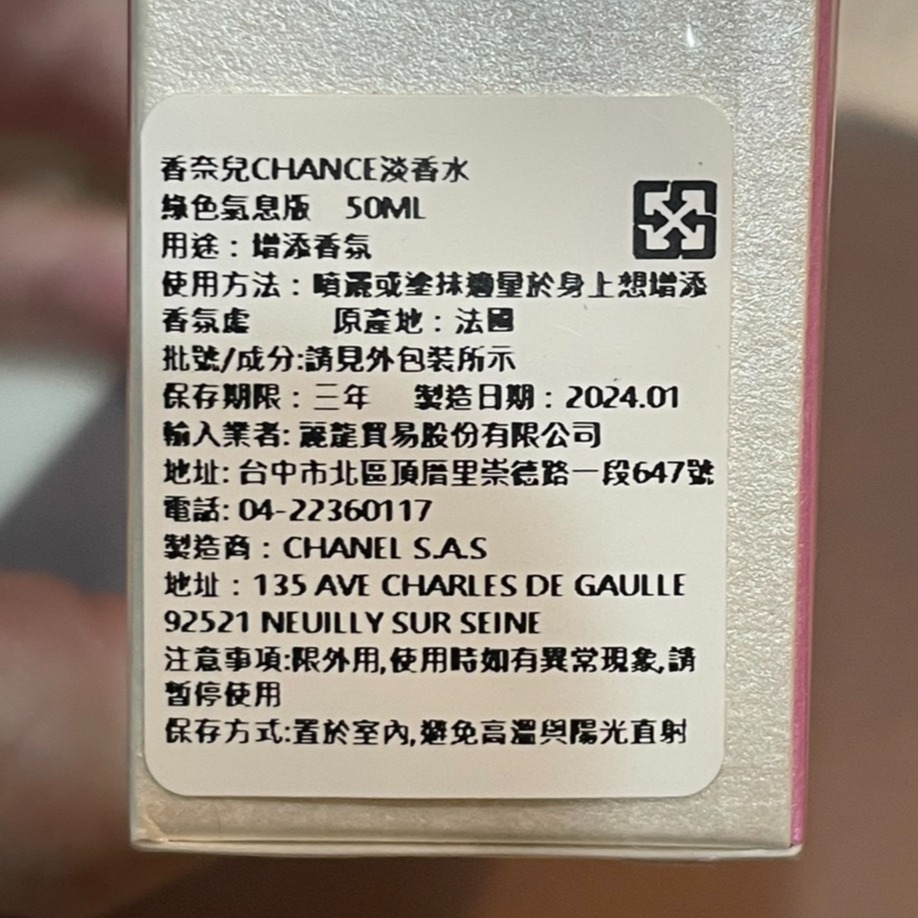 香奈兒CHANCE淡香水
綠色氣息版 50ML
用途：增添香氛
使用方法：噴灑或塗抹適量於身上想增添
香氛處 原產地：法國
批號/成分:請見外包裝所示
保存期限：三年 製造日期：2024.01
輸入業者: 麗龍貿易股份有限公司
地址: 台中市北區頂厝里崇德路一段647號
電話: 04-22360117
製造商：CHANEL S.A.S
地址：135 AVE CHARLES DE GAULLE
92521 NEUILLY SUR SEINE
注意事項:限外用,使用時如有異常現象,請
暫停使用
保存方式:置於室內,避免高溫與陽光直射